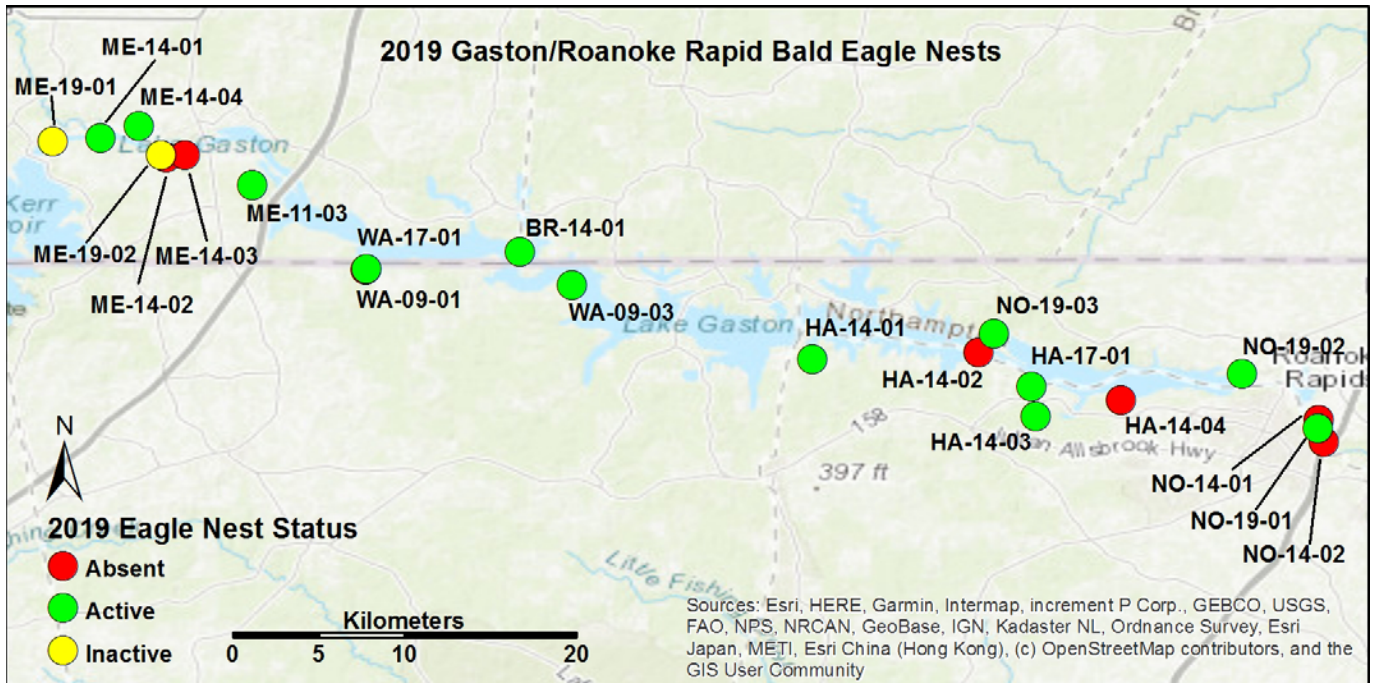 2019 Gaston/Roanoke Rapid Bald Eagle Nests
ME-14-01
ME-19-01
ME-14-04
Lake Gaston
Kerr
oir
ME-11-03
ME-19-02
ME-14-03
ME-14-02
WA-17-01
WA-09-01
BR-14-01
WA-09-03
Lake Gaston
HA-14-01
Northampt
NO-19-03
HA-14-02
HA-17-01
NO-19-02
Roanok
Rapids
HA-14-03
HA-14-04
Allsbrook Hwy
158
397 ft
NO-14-01
NO-19-01
NO-14-02
N
2019 Eagle Nest Status
Absent
Active
Inactive
Kilometers
0 5 10 20
Little Fishing
Sources: Esri, HERE, Garmin, Intermap, increment P Corp., GEBCO, USGS,
FAO, NPS, NRCAN, GeoBase, IGN, Kadaster NL, Ordnance Survey, Esri
Japan, METI, Esri China (Hong Kong), (c) OpenStreetMap contributors, and the
GIS User Community